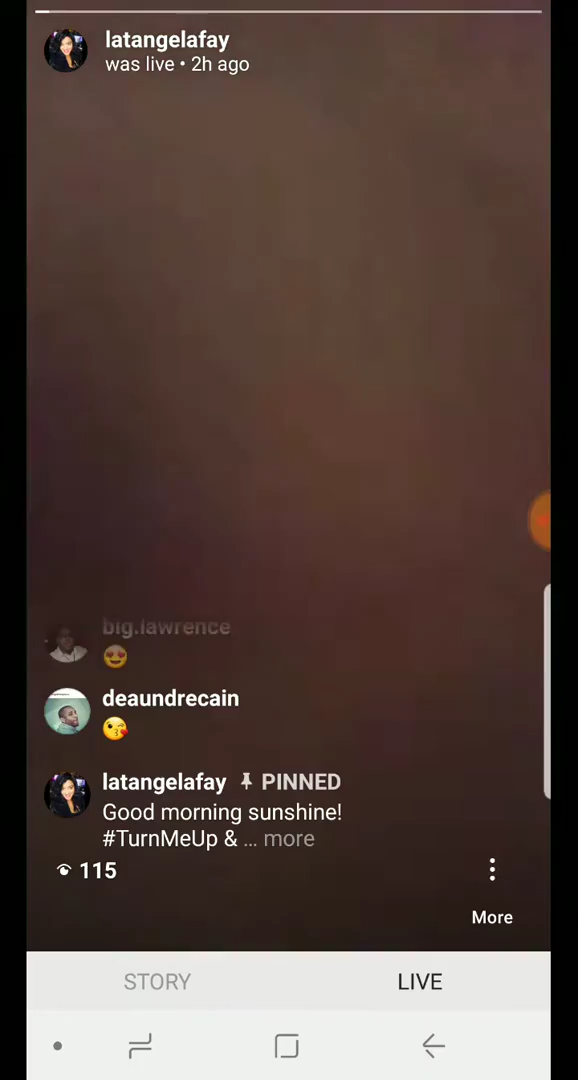 latangelafay
was live • 2h ago
big.lawrence
😍
deaundrecain
😘
latangelafay 📌 PINNED
Good morning sunshine!
#TurnMeUp & ... more
115
More
STORY LIVE